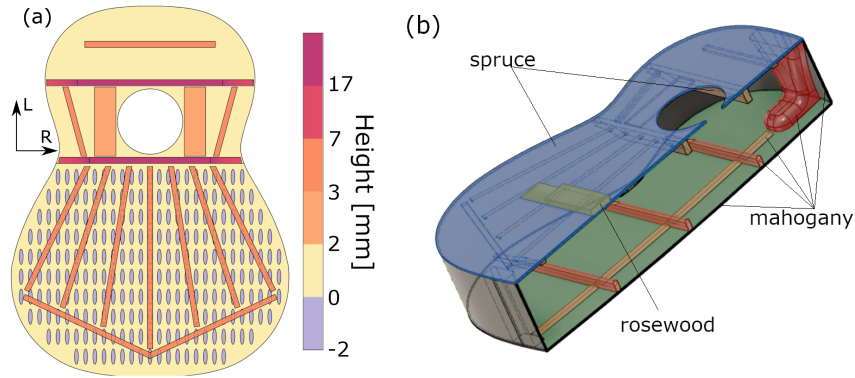 (a)
L
R
17
7
3
2
0
-2
Height [mm]
(b)
spruce
mahogany
rosewood